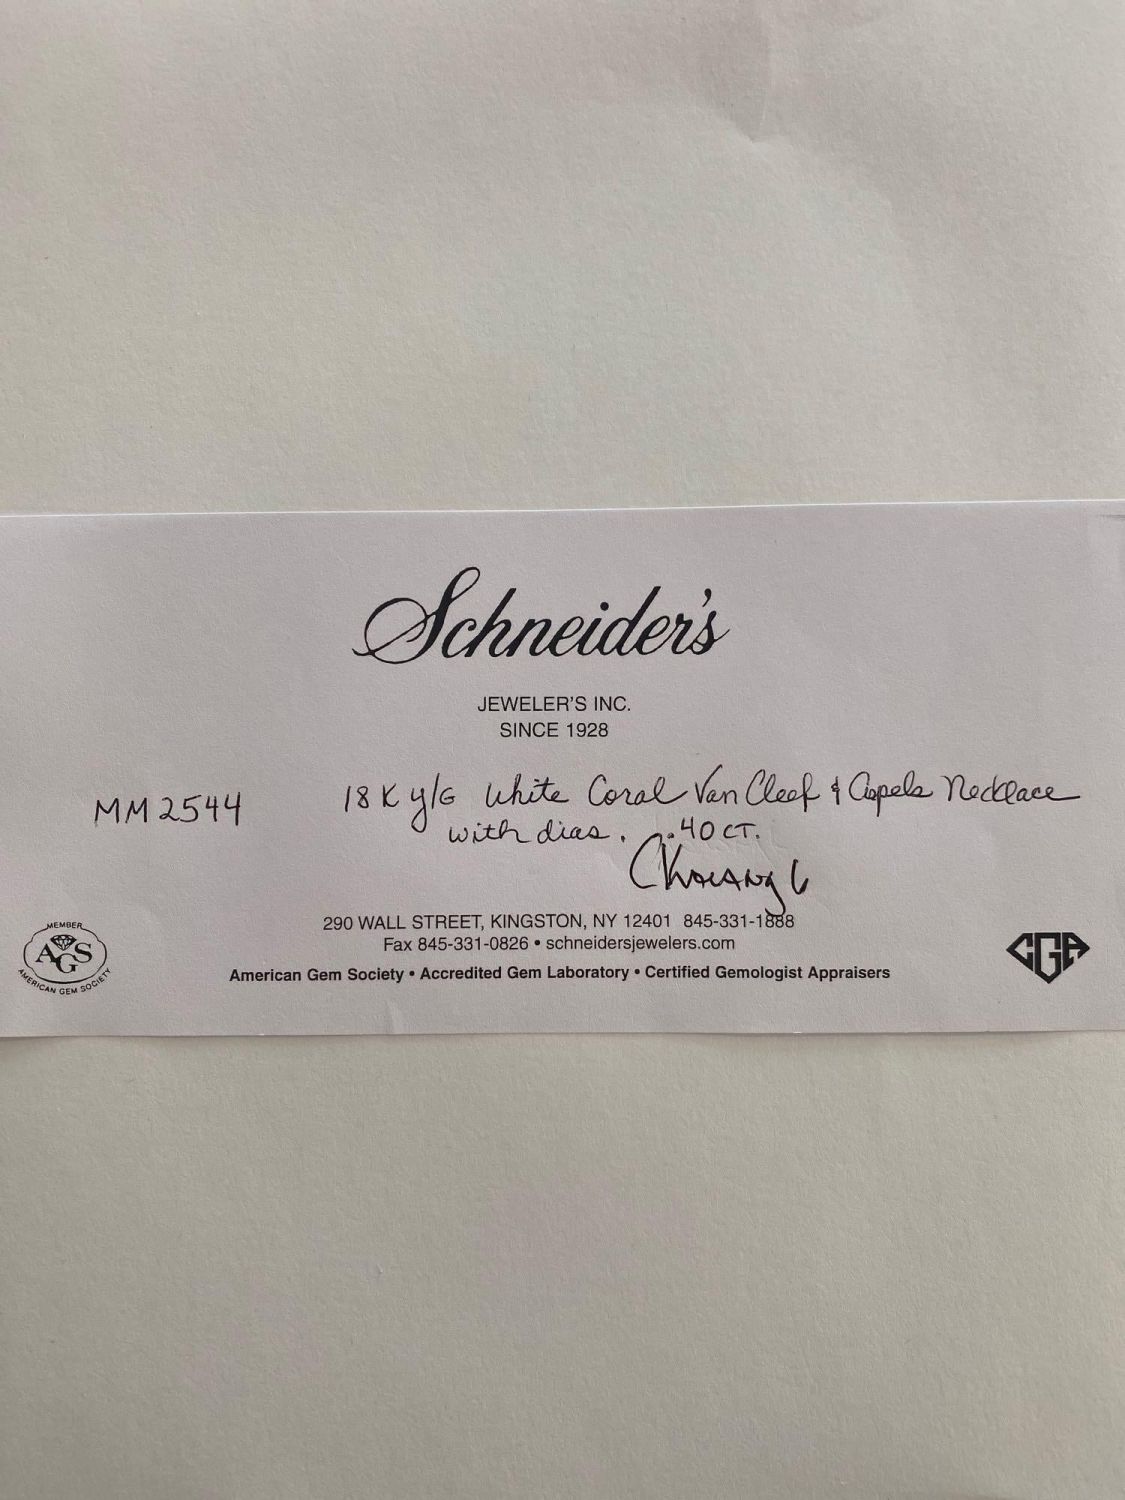 Schneider's
JEWELER'S INC.
SINCE 1928
MM2544
18K Y/G White Coral Van Cleef & Arpels Necklace
with dias. .40 CT.
290 WALL STREET, KINGSTON, NY 12401 845-331-1888
Fax 845-331-0826 • schneidersjewelers.com
American Gem Society • Accredited Gem Laboratory • Certified Gemologist Appraisers
MEMBER
AGS
AMERICAN GEM SOCIETY
CGA